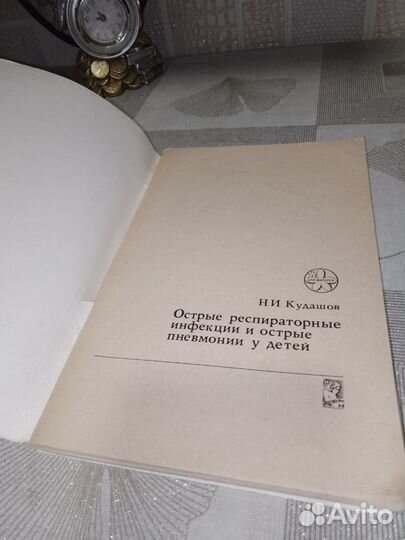 Н И Кудашов
Острые респираторные
инфекции и острые
пневмонии у детей
Avito